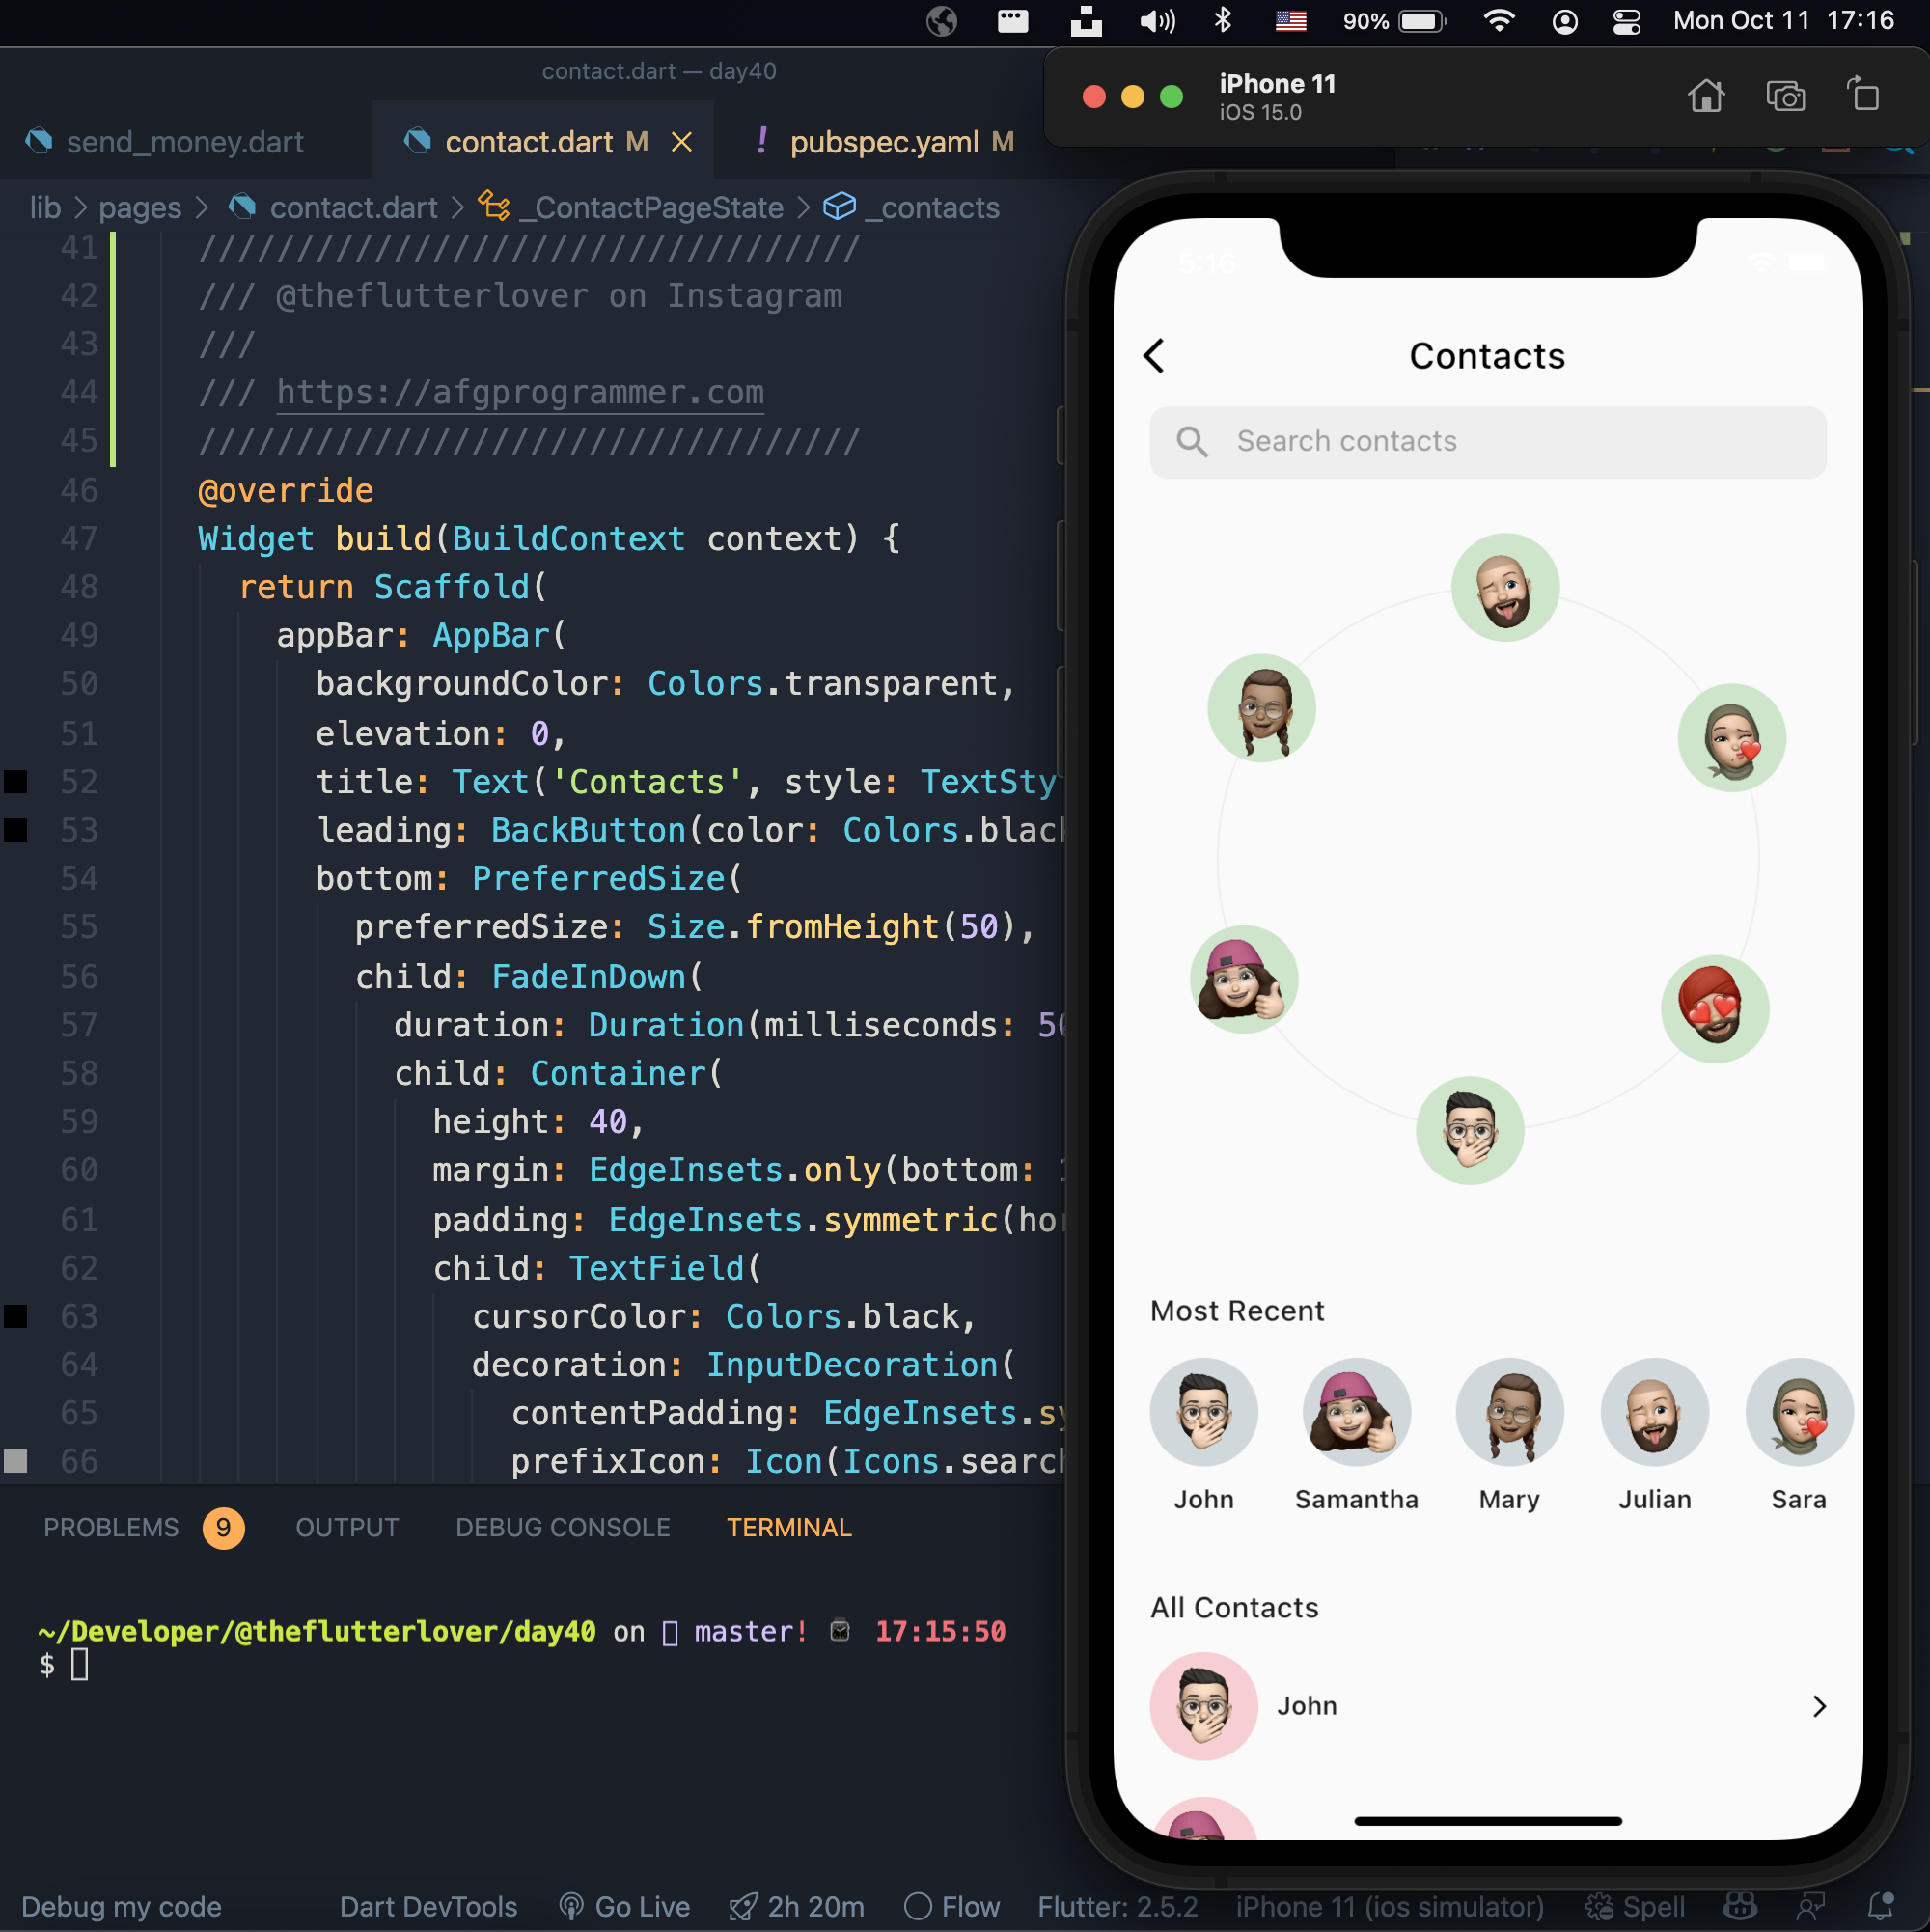 90%
Mon Oct 11 17:16
contact.dart — day40
iPhone 11
iOS 15.0
send_money.dart
contact.dart M
! pubspec.yaml M
lib > pages > contact.dart > _ContactPageState > _contacts
41 //////////////////////////////////
42 /// @theflutterlover on Instagram
43 ///
44 /// https://afgprogrammer.com
45 //////////////////////////////////
46 @override
47 Widget build(BuildContext context) {
48 return Scaffold(
49 appBar: AppBar(
50 backgroundColor: Colors.transparent,
51 elevation: 0,
52 title: Text('Contacts', style: TextSty
53 leading: BackButton(color: Colors.black
54 bottom: PreferredSize(
55 preferredSize: Size.fromHeight(50),
56 child: FadeInDown(
57 duration: Duration(milliseconds: 50
58 child: Container(
59 height: 40,
60 margin: EdgeInsets.only(bottom:
61 padding: EdgeInsets.symmetric(hor
62 child: TextField(
63 cursorColor: Colors.black,
64 decoration: InputDecoration(
65 contentPadding: EdgeInsets.sy
66 prefixIcon: Icon(Icons.search
PROBLEMS 9 OUTPUT DEBUG CONSOLE TERMINAL
~/Developer/@theflutterlover/day40 on master! 17:15:50
$
5:16
Contacts
Search contacts
Most Recent
John Samantha Mary Julian Sara
All Contacts
John
Debug my code Dart DevTools Go Live 2h 20m Flow Flutter: 2.5.2 iPhone 11 (ios simulator) Spell